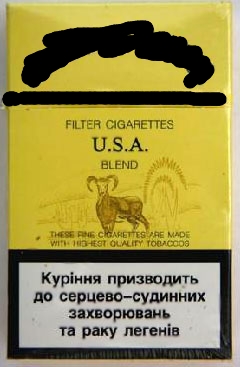 FILTER CIGARETTES
U.S.A.
BLEND
THESE FINE CIGARETTES ARE MADE
WITH HIGHEST QUALITY TOBACCOS
Куріння призводить
до серцево-судинних
захворювань
та раку легенів